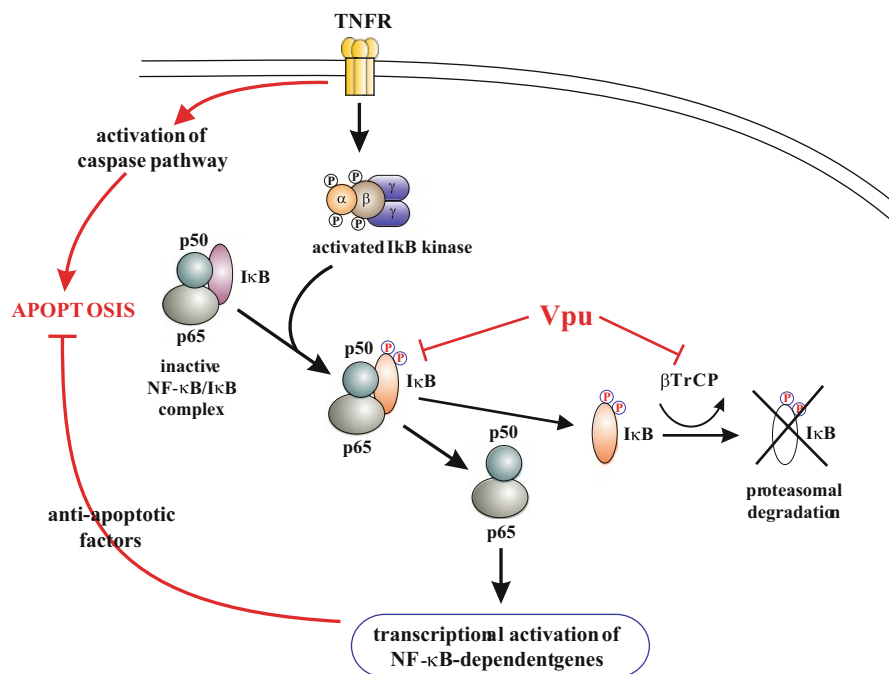 TNFR
activation of
caspase pathway
P
P
α
β
γ
γ
P
P
activated IkB kinase
p50
IκB
p65
APOPTOSIS
inactive
NF-κB/IκB
complex
Vpu
p50
P
P
IκB
p65
βTrCP
P
P
IκB
P
P
IκB
proteasomal
degradation
p50
p65
anti-apoptotic
factors
transcriptional activation of
NF-κB-dependentgenes